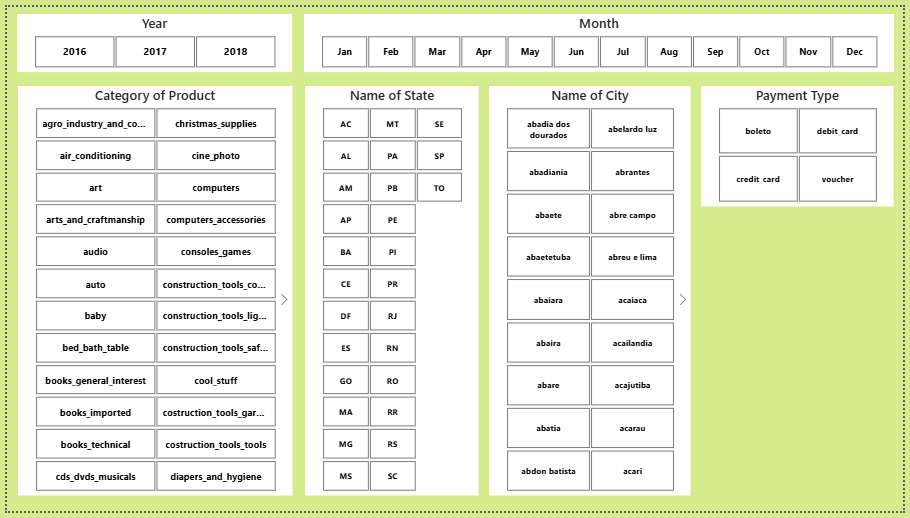 Year
2016 2017 2018
Month
Jan Feb Mar Apr May Jun Jul Aug Sep Oct Nov Dec
Category of Product
agro_industry_and_co... christmas_supplies
air_conditioning cine_photo
art computers
arts_and_craftmanship computers_accessories
audio consoles_games
auto construction_tools_co...
baby construction_tools_lig...
bed_bath_table construction_tools_saf...
books_general_interest cool_stuff
books_imported costruction_tools_gar...
books_technical costruction_tools_tools
cds_dvds_musicals diapers_and_hygiene
Name of State
AC MT SE
AL PA SP
AM PB TO
AP PE
BA PI
CE PR
DF RJ
ES RN
GO RO
MA RR
MG RS
MS SC
Name of City
abadia dos
dourados
abelardo luz
abadiania abrantes
abaete abre campo
abaetetuba abreu e lima
abaiara acaiaca
abaira acailandia
abare acajutiba
abatia acarau
abdon batista acari
Payment Type
boleto debit_card
credit_card voucher